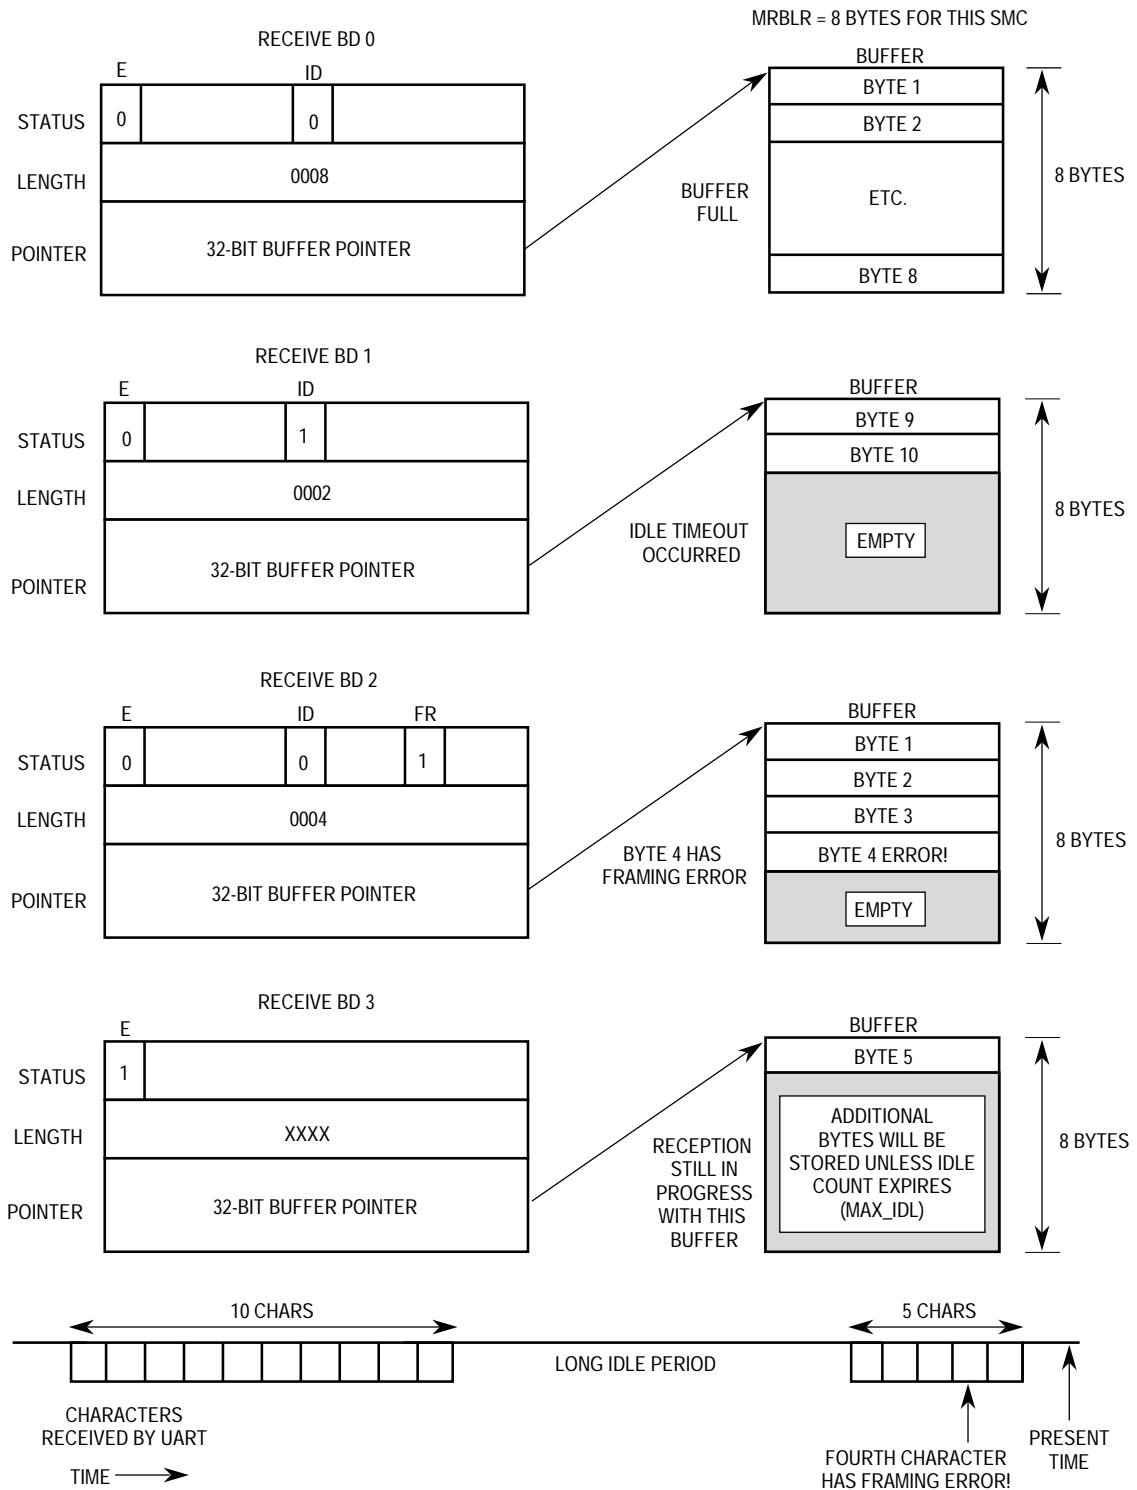 MRBLR = 8 BYTES FOR THIS SMC
RECEIVE BD 0
E
ID
STATUS
0
0
LENGTH
0008
POINTER
32-BIT BUFFER POINTER
BUFFER
FULL
BUFFER
BYTE 1
BYTE 2
ETC.
BYTE 8
8 BYTES
RECEIVE BD 1
E
ID
STATUS
0
1
LENGTH
0002
POINTER
32-BIT BUFFER POINTER
IDLE TIMEOUT
OCCURRED
BUFFER
BYTE 9
BYTE 10
EMPTY
8 BYTES
RECEIVE BD 2
E
ID
FR
STATUS
0
0
1
LENGTH
0004
POINTER
32-BIT BUFFER POINTER
BYTE 4 HAS
FRAMING ERROR
BUFFER
BYTE 1
BYTE 2
BYTE 3
BYTE 4 ERROR!
EMPTY
8 BYTES
RECEIVE BD 3
E
STATUS
1
LENGTH
XXXX
POINTER
32-BIT BUFFER POINTER
RECEPTION
STILL IN
PROGRESS
WITH THIS
BUFFER
BUFFER
BYTE 5
ADDITIONAL
BYTES WILL BE
STORED UNLESS IDLE
COUNT EXPIRES
(MAX_IDL)
8 BYTES
10 CHARS
5 CHARS
LONG IDLE PERIOD
CHARACTERS
RECEIVED BY UART
TIME
FOURTH CHARACTER
HAS FRAMING ERROR!
PRESENT
TIME